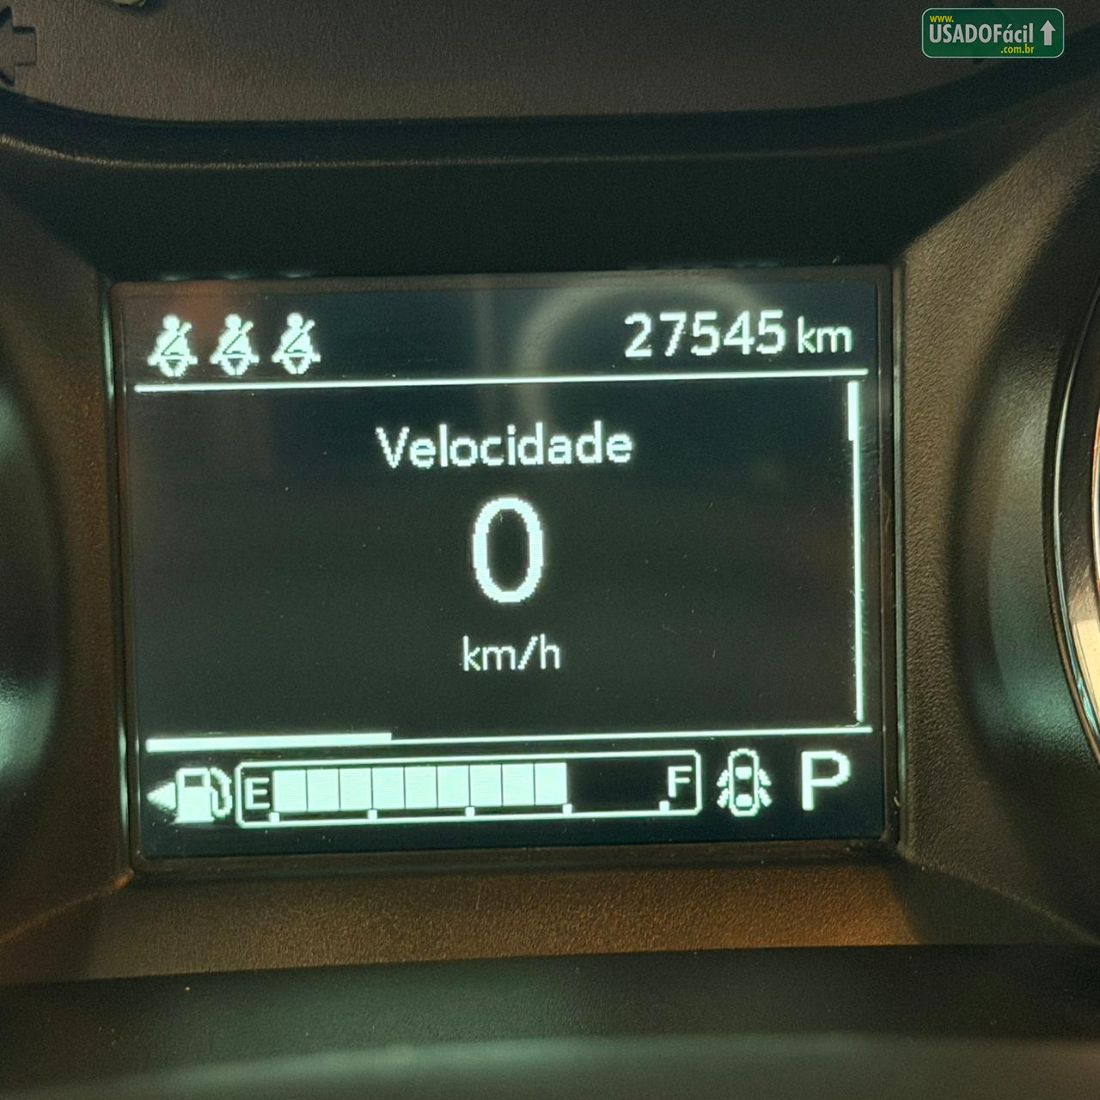 www.
USADOFácil
.com.br
27545 km
Velocidade
0
km/h
E F P